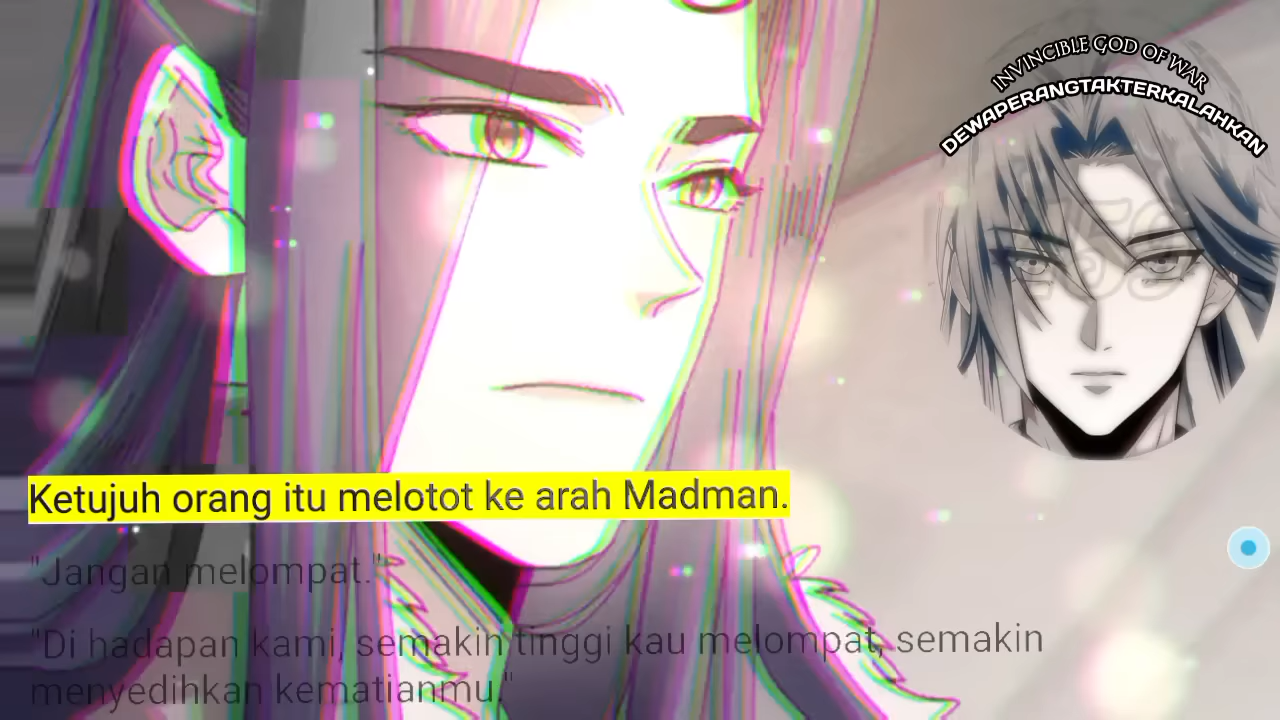 INVINCIBLE GOD OF WAR
DEWAPERANGTAKTERKALAHKAN
Ketujuh orang itu melotot ke arah Madman.
"Jangan melompat."
"Di hadapan kami, semakin tinggi kau melompat, semakin
menyedihkan kematianmu."